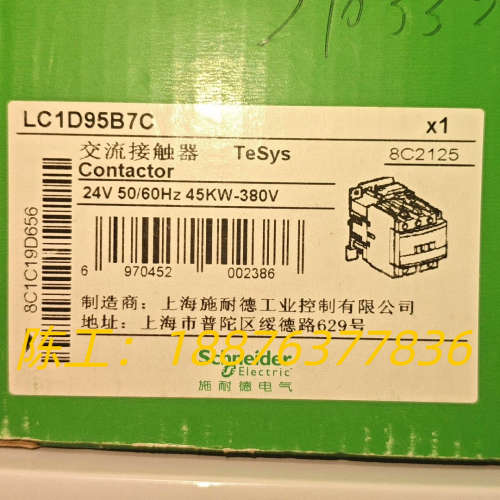 LC1D95B7C x1
交流接触器 TeSys 8C2125
Contactor
24V 50/60Hz 45KW-380V
8C1C19D656
6 970452 002386
制造商：上海施耐德工业控制有限公司
地址：上海市普陀区绥德路629号
陈工：18876377836
Schneider
Electric
施耐德电气